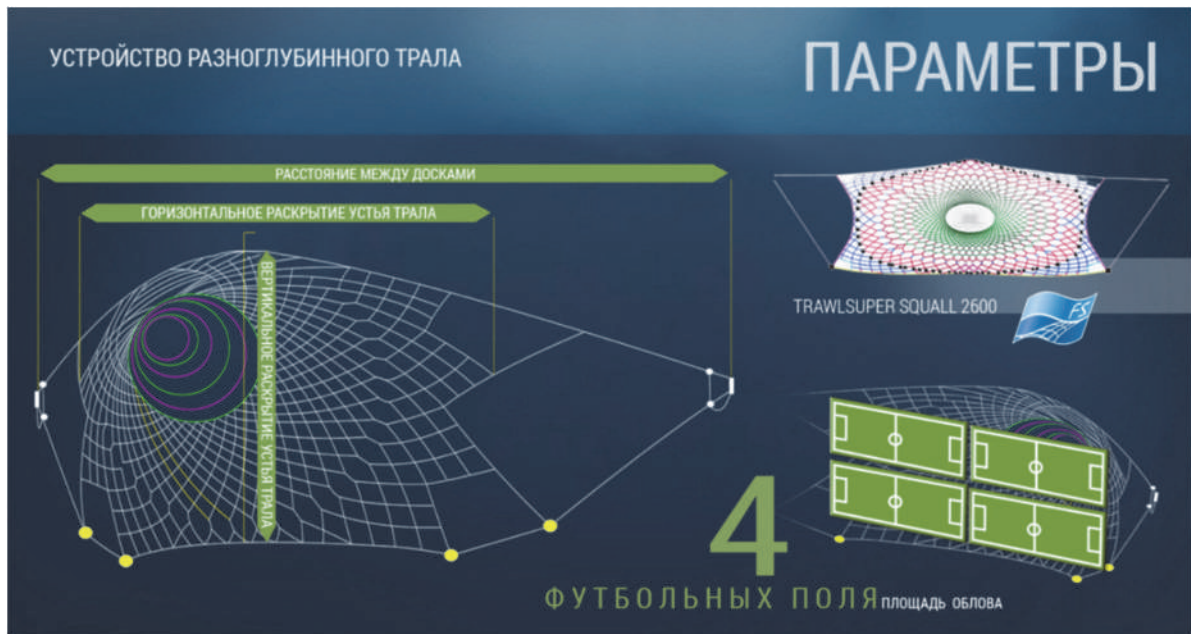 УСТРОЙСТВО РАЗНОГЛУБИННОГО ТРАЛА
ПАРАМЕТРЫ
РАССТОЯНИЕ МЕЖДУ ДОСКАМИ
ГОРИЗОНТАЛЬНОЕ РАСКРЫТИЕ УСТЬЯ ТРАЛА
ВЕРТИКАЛЬНОЕ РАСКРЫТИЕ УСТЬЯ ТРАЛА
TRAWLSUPER SQUALL 2600
FS
4
ФУТБОЛЬНЫХ ПОЛЯ ПЛОЩАДЬ ОБЛОВА